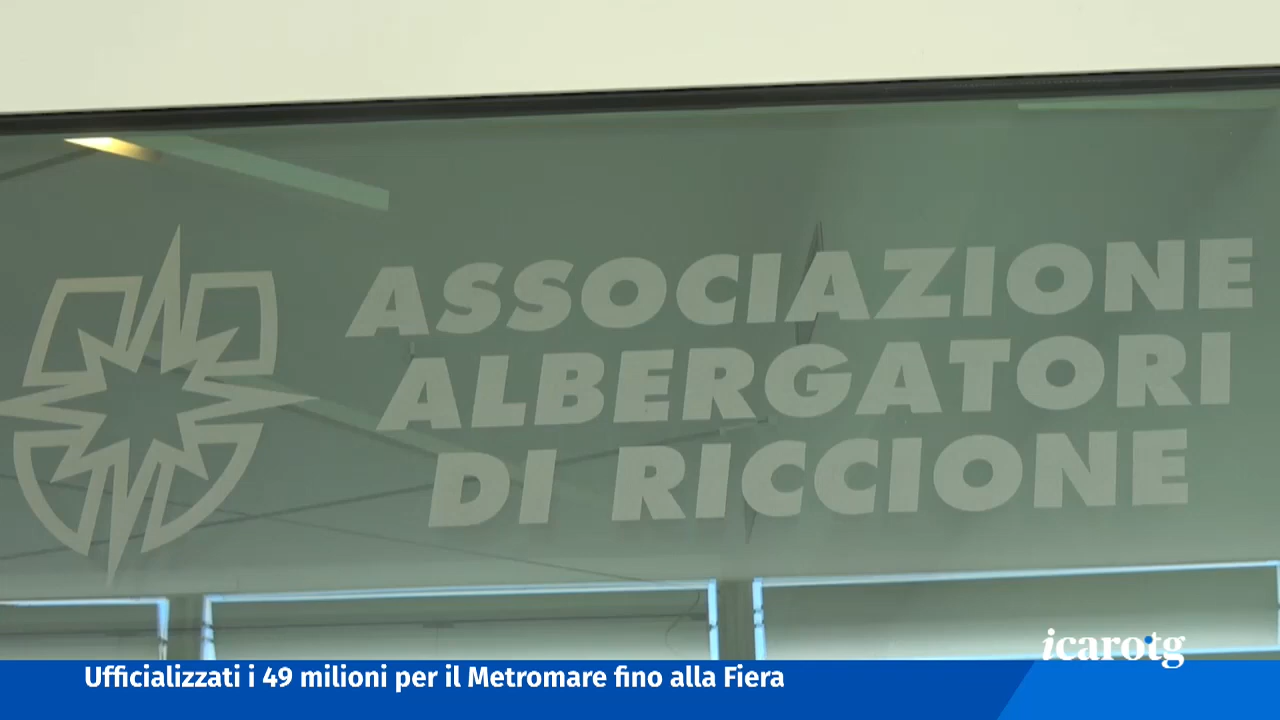 ASSOCIAZIONE
ALBERGATORI
DI RICCIONE
icarotg
Ufficializzati i 49 milioni per il Metromare fino alla Fiera